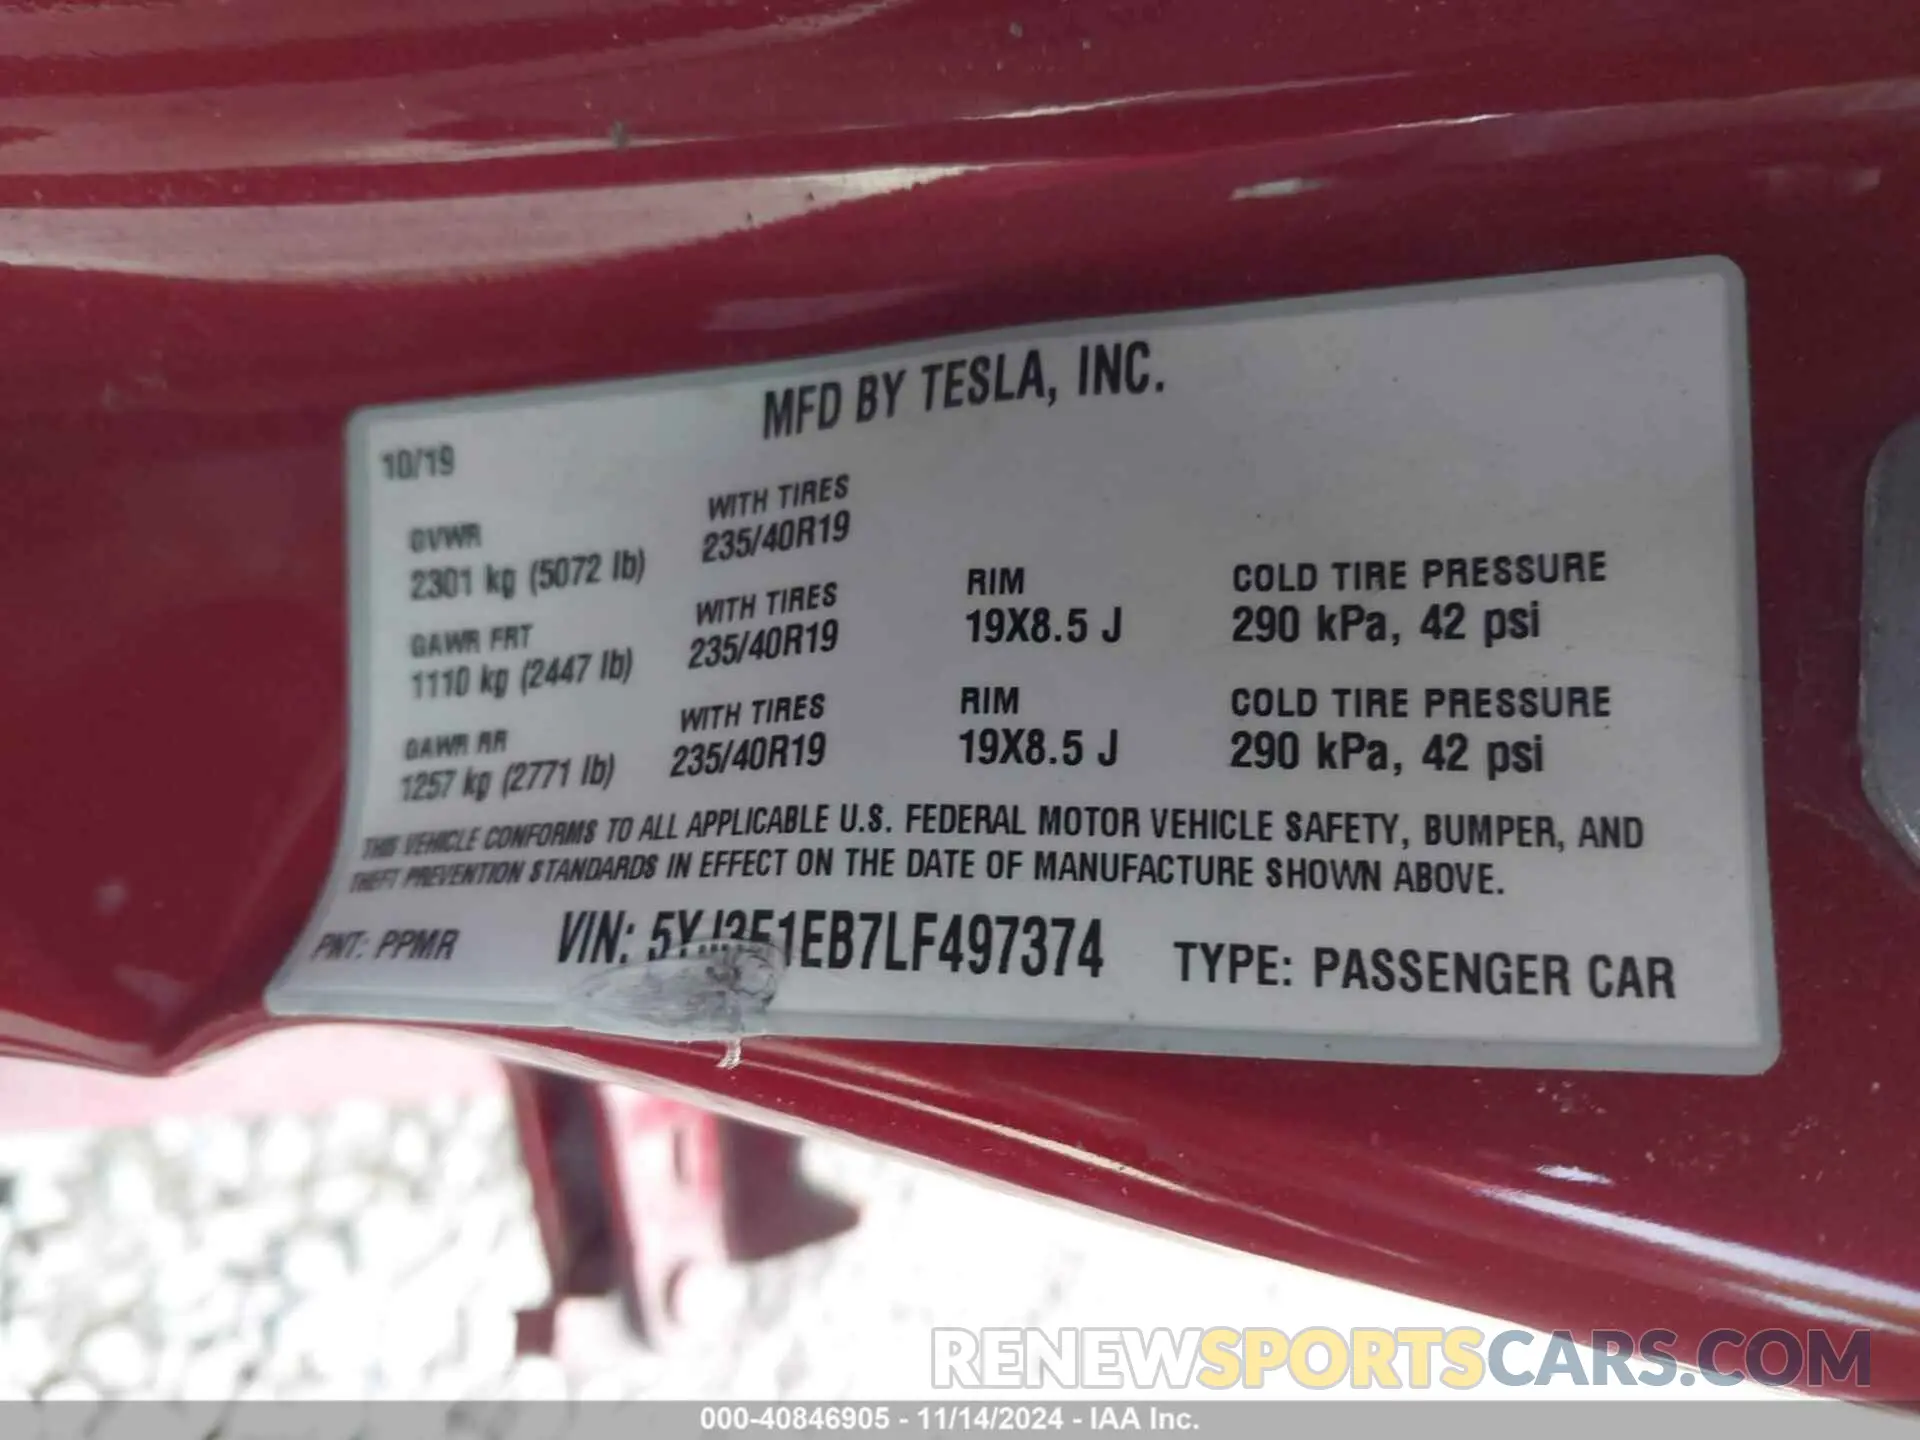 MFD BY TESLA, INC.
10/19
GVWR
2301 kg (5072 lb)
WITH TIRES
235/40R19
GAWR FRT
1110 kg (2447 lb)
WITH TIRES
235/40R19
RIM
19X8.5 J
COLD TIRE PRESSURE
290 kPa, 42 psi
GAWR RR
1257 kg (2771 lb)
WITH TIRES
235/40R19
RIM
19X8.5 J
COLD TIRE PRESSURE
290 kPa, 42 psi
THIS VEHICLE CONFORMS TO ALL APPLICABLE U.S. FEDERAL MOTOR VEHICLE SAFETY, BUMPER, AND
THEFT PREVENTION STANDARDS IN EFFECT ON THE DATE OF MANUFACTURE SHOWN ABOVE.
PNT: PPMR
VIN: 5YJ3E1EB7LF497374
TYPE: PASSENGER CAR
RENEWSPORTSCARS.COM
000-40846905 - 11/14/2024 - IAA Inc.